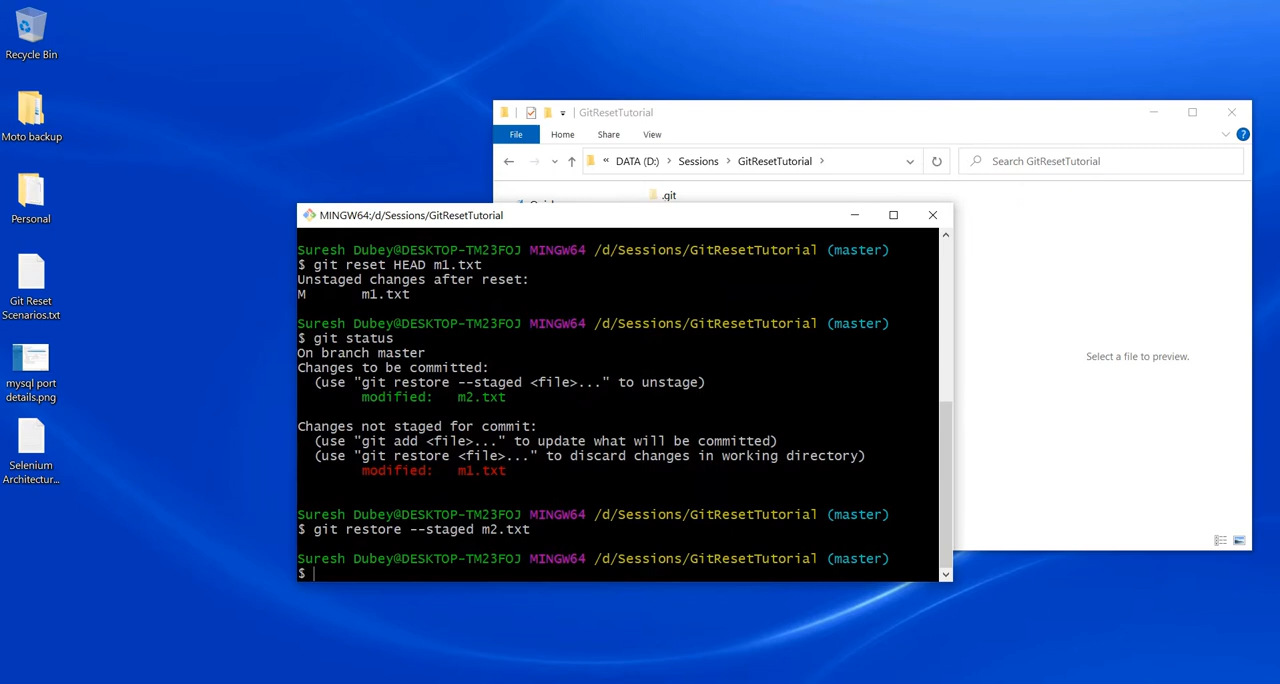 Recycle Bin
Moto backup
Personal
Git Reset
Scenarios.txt
mysql port
details.png
Selenium
Architectur...
GitResetTutorial
File Home Share View
« DATA (D:) > Sessions > GitResetTutorial >
Search GitResetTutorial
.git
Select a file to preview.
MINGW64:/d/Sessions/GitResetTutorial
Suresh Dubey@DESKTOP-TM23FOJ MINGW64 /d/Sessions/GitResetTutorial (master)
$ git reset HEAD m1.txt
Unstaged changes after reset:
M m1.txt
Suresh Dubey@DESKTOP-TM23FOJ MINGW64 /d/Sessions/GitResetTutorial (master)
$ git status
On branch master
Changes to be committed:
(use "git restore --staged <file>..." to unstage)
modified: m2.txt
Changes not staged for commit:
(use "git add <file>..." to update what will be committed)
(use "git restore <file>..." to discard changes in working directory)
modified: m1.txt
Suresh Dubey@DESKTOP-TM23FOJ MINGW64 /d/Sessions/GitResetTutorial (master)
$ git restore --staged m2.txt
Suresh Dubey@DESKTOP-TM23FOJ MINGW64 /d/Sessions/GitResetTutorial (master)
$